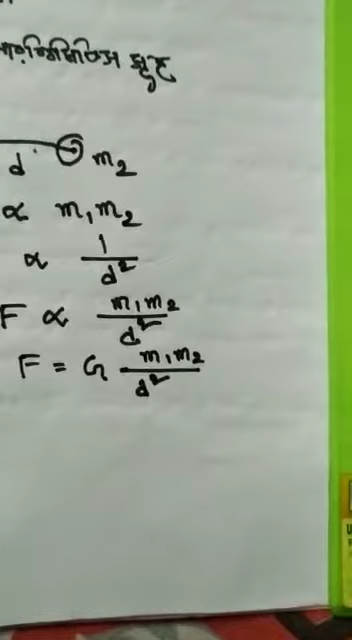 সূত্র
d m₂
∝ m₁m₂
∝ 1/d²
F ∝ m₁m₂/d²
F = G m₁m₂/d²